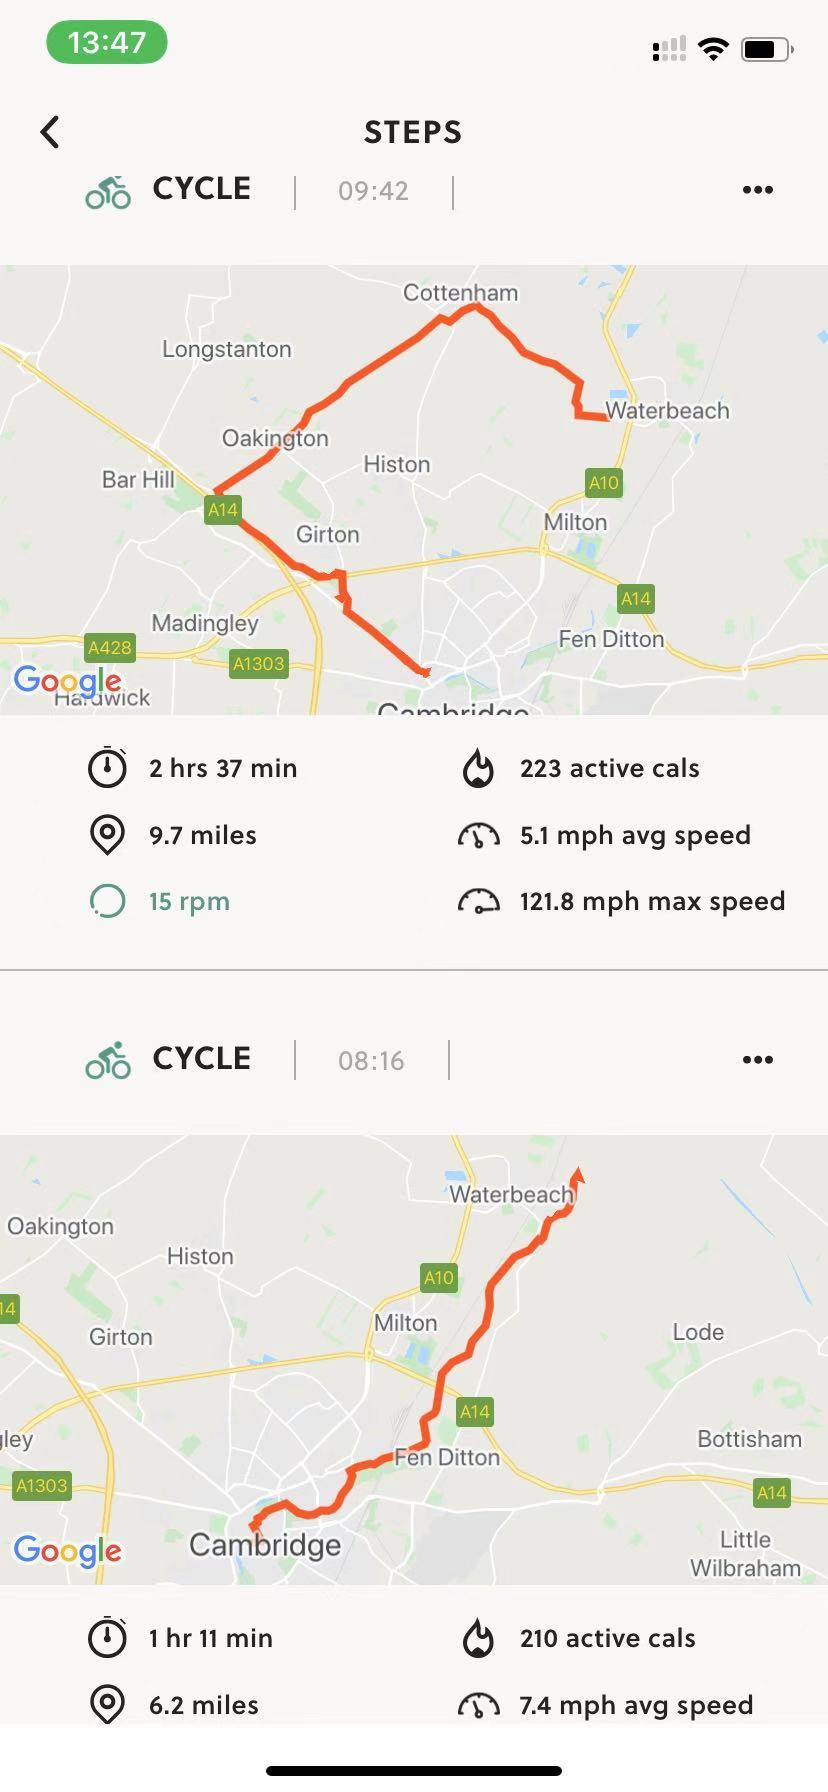 13:47
STEPS
CYCLE | 09:42 |
Cottenham
Longstanton
Waterbeach
Oakington
Histon
Bar Hill
A10
A14
Milton
Girton
A14
Madingley
Fen Ditton
A428
A1303
Google
Hardwick
Cambridge
2 hrs 37 min
223 active cals
9.7 miles
5.1 mph avg speed
15 rpm
121.8 mph max speed
CYCLE | 08:16 |
Waterbeach
Oakington
Histon
A10
14
Milton
Girton
Lode
A14
gley
Bottisham
Fen Ditton
A1303
A14
Cambridge
Google
Little
Wilbraham
1 hr 11 min
210 active cals
6.2 miles
7.4 mph avg speed